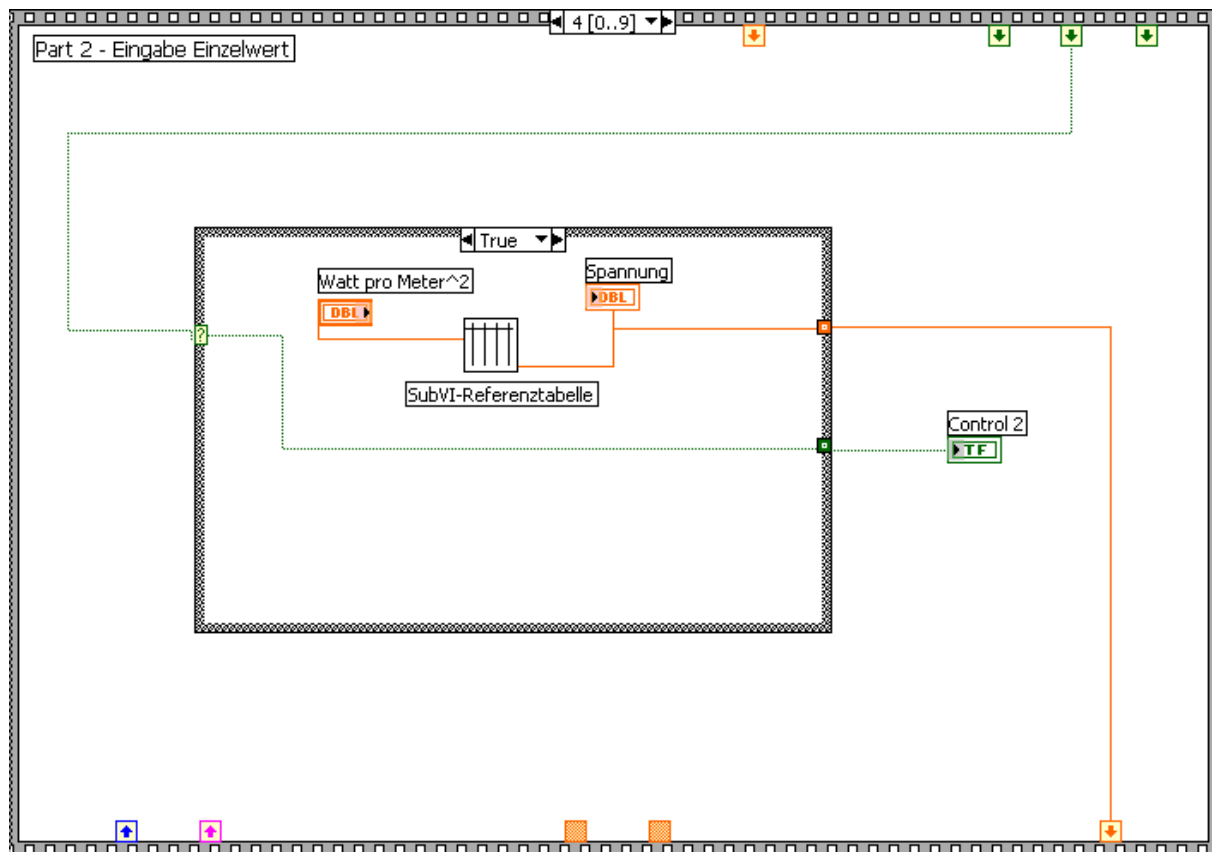 4 [0..9]
Part 2 - Eingabe Einzelwert
True
Watt pro Meter^2
Spannung
DBL
DBL
?
SubVI-Referenztabelle
Control 2
TF